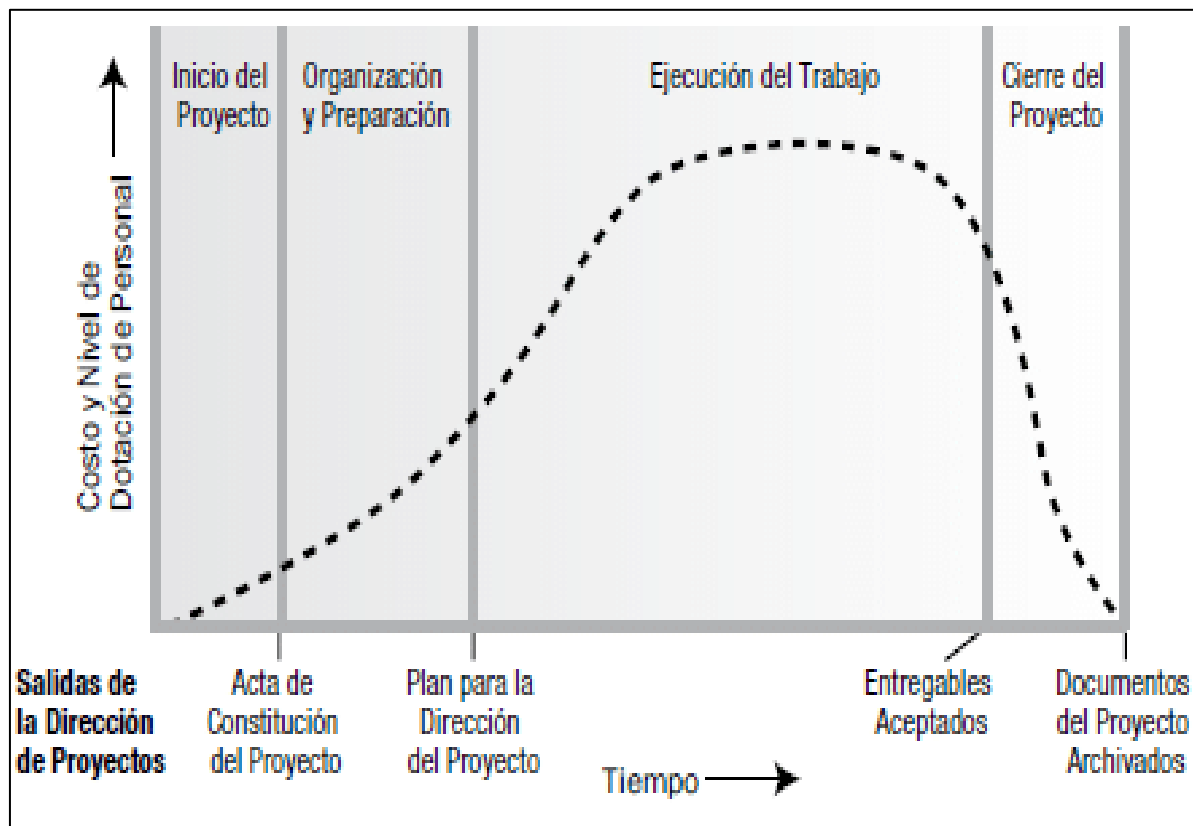 Inicio del
Proyecto
Organización
y Preparación
Ejecución del Trabajo
Cierre del
Proyecto
Costo y Nivel de
Dotación de Personal
Salidas de
la Dirección
de Proyectos
Acta de
Constitución
del Proyecto
Plan para la
Dirección
del Proyecto
Entregables
Aceptados
Documentos
del Proyecto
Archivados
Tiempo